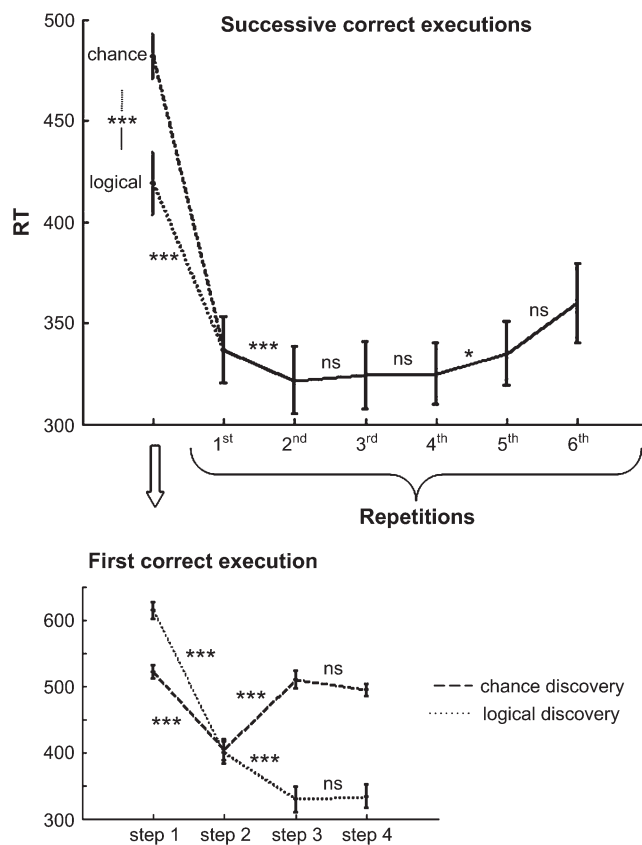 Successive correct executions
500
chance
450
***
logical
RT
400
***
350
***
ns
ns
*
ns
300
1st 2nd 3rd 4th 5th 6th
Repetitions
First correct execution
600
***
500
***
***
ns
chance discovery
logical discovery
400
***
ns
300
step 1 step 2 step 3 step 4